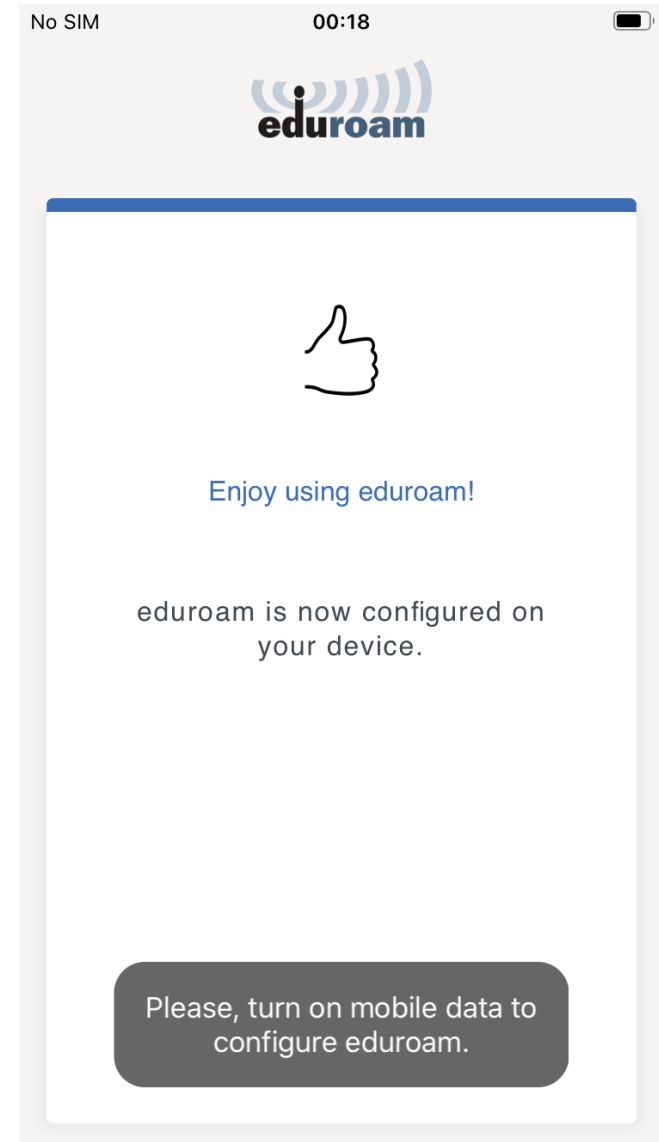 No SIM
00:18
eduroam
Enjoy using eduroam!
eduroam is now configured on
your device.
Please, turn on mobile data to
configure eduroam.